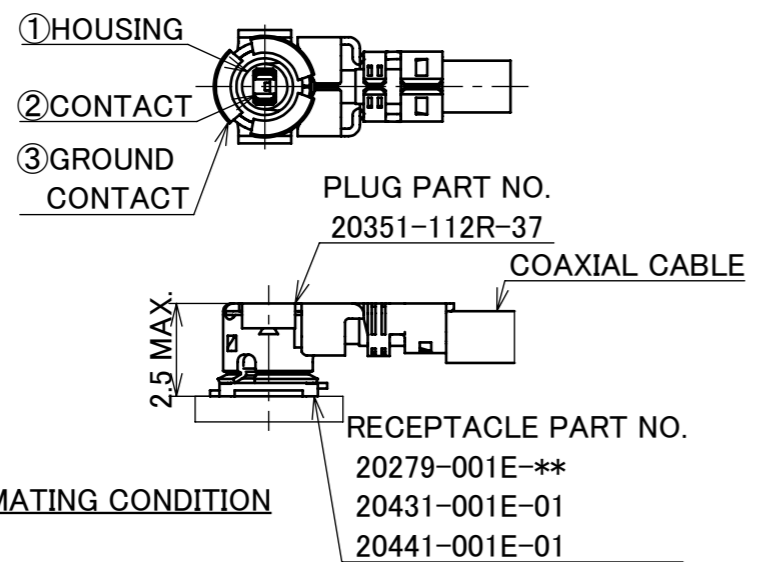 ①HOUSING
②CONTACT
③GROUND
CONTACT
PLUG PART NO.
20351-112R-37
COAXIAL CABLE
2.5 MAX.
RECEPTACLE PART NO.
20279-001E-**
20431-001E-01
20441-001E-01
MATING CONDITION